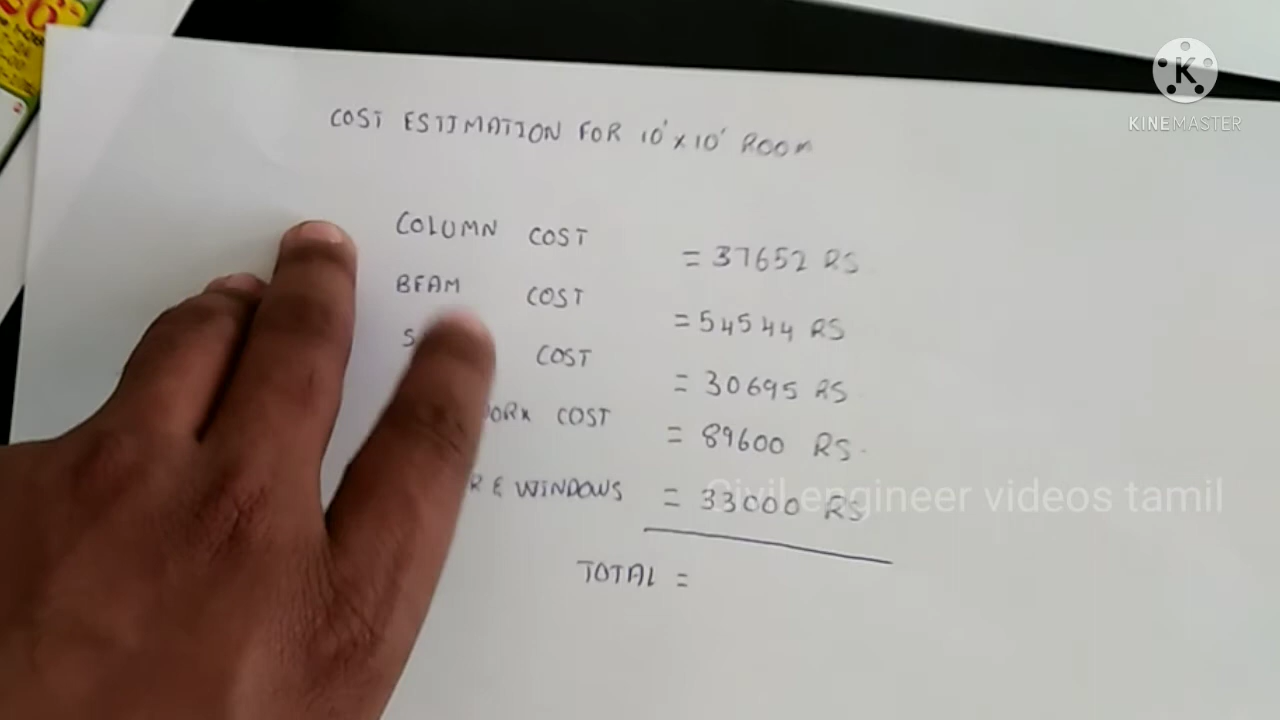 COST ESTIMATION FOR 10' x 10' ROOM
COLUMN COST = 37652 RS
BEAM COST = 54544 RS
COST = 30695 RS
COST = 89600 RS.
& WINDOWS = 33000 RS
TOTAL =
KINEMASTER
Civil engineer videos tamil